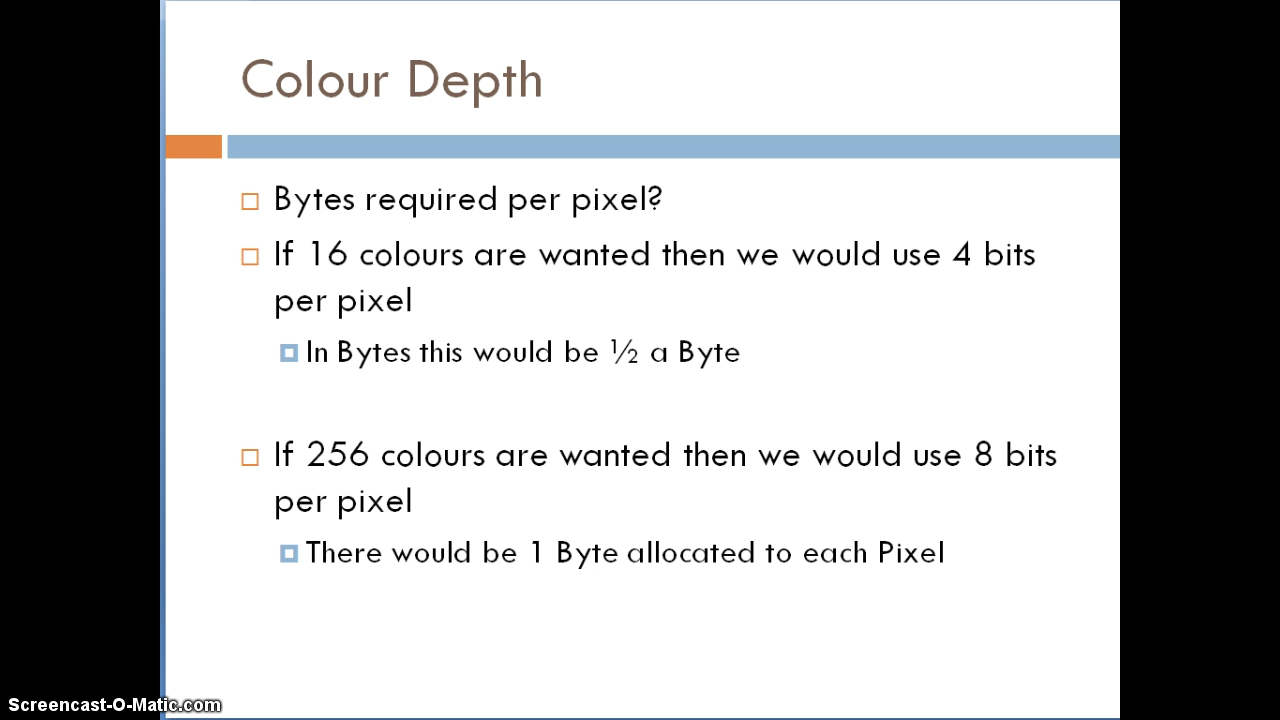 Colour Depth
Bytes required per pixel?
If 16 colours are wanted then we would use 4 bits
per pixel
In Bytes this would be ½ a Byte
If 256 colours are wanted then we would use 8 bits
per pixel
There would be 1 Byte allocated to each Pixel
Screencast-O-Matic.com